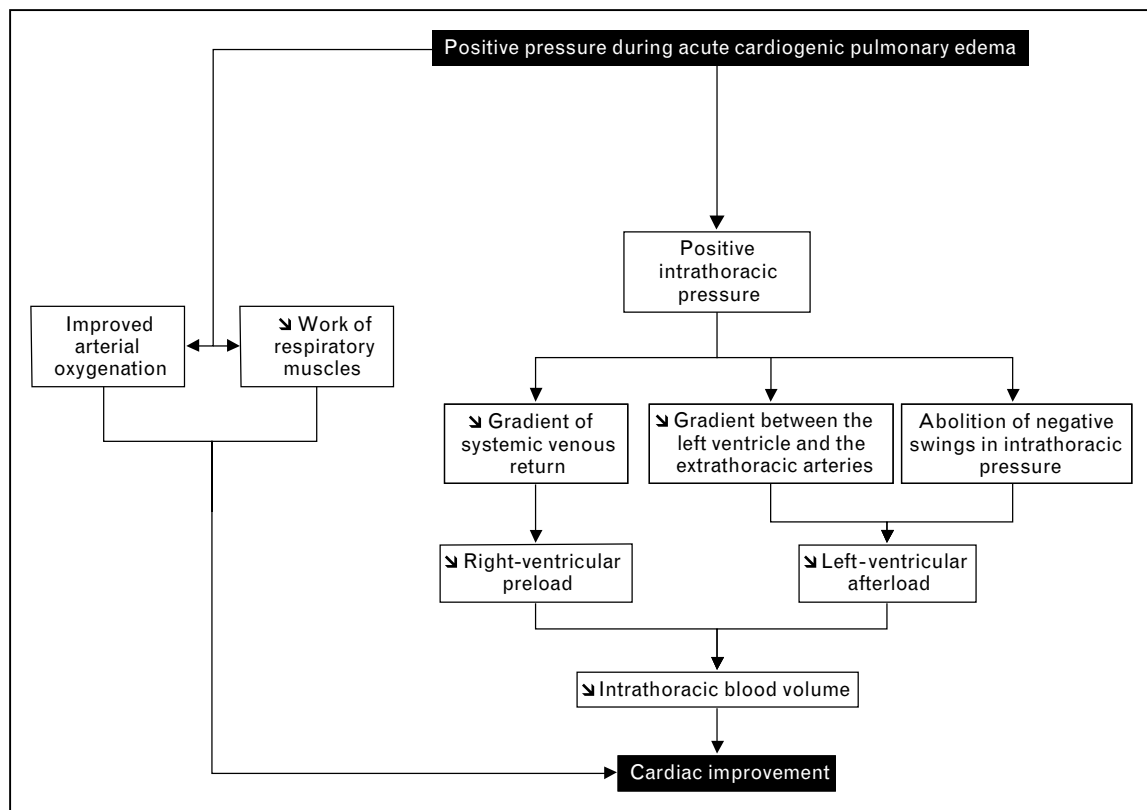 Positive pressure during acute cardiogenic pulmonary edema
Positive
intrathoracic
pressure
Improved
arterial
oxygenation
↘ Work of
respiratory
muscles
↘ Gradient of
systemic venous
return
↘ Gradient between the
left ventricle and the
extrathoracic arteries
Abolition of negative
swings in intrathoracic
pressure
↘ Right-ventricular
preload
↘ Left-ventricular
afterload
↘ Intrathoracic blood volume
Cardiac improvement